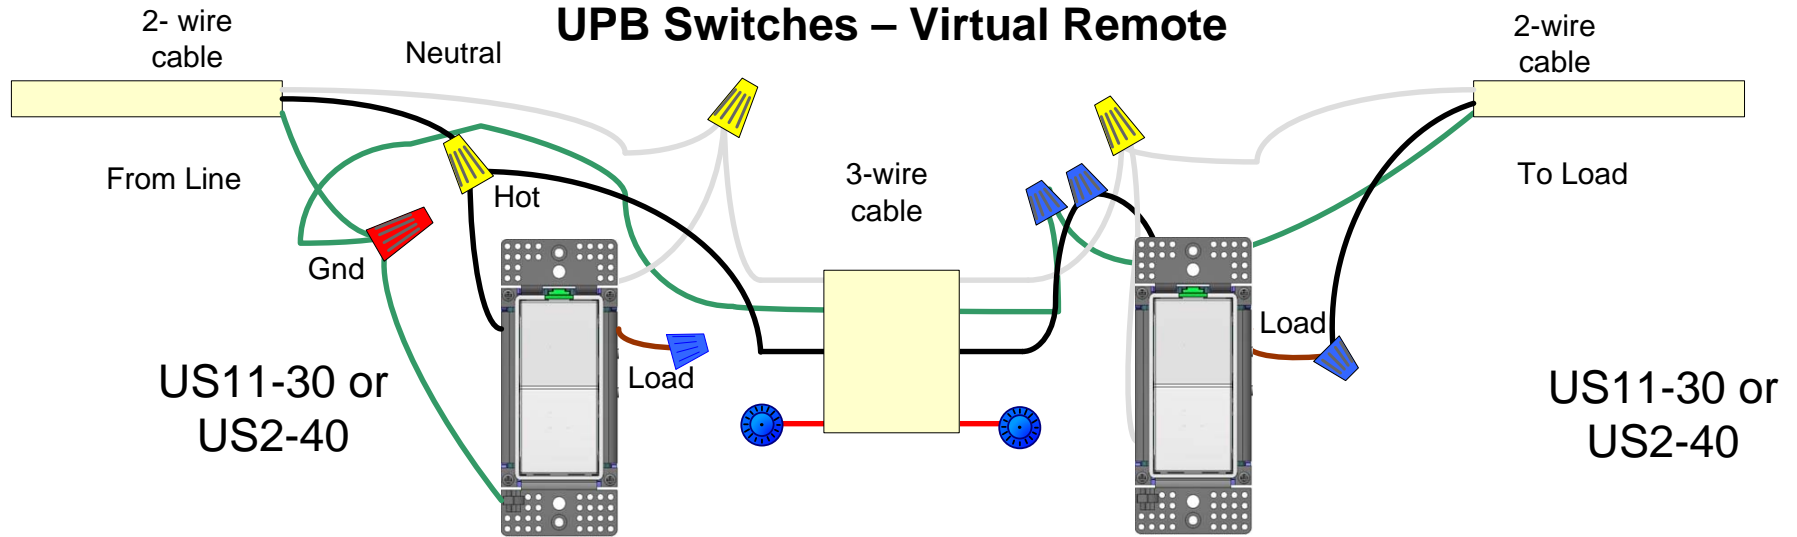 UPB Switches – Virtual Remote
2- wire
cable
Neutral
2-wire
cable
From Line
Hot
3-wire
cable
To Load
Gnd
Load
Load
US11-30 or
US2-40
US11-30 or
US2-40